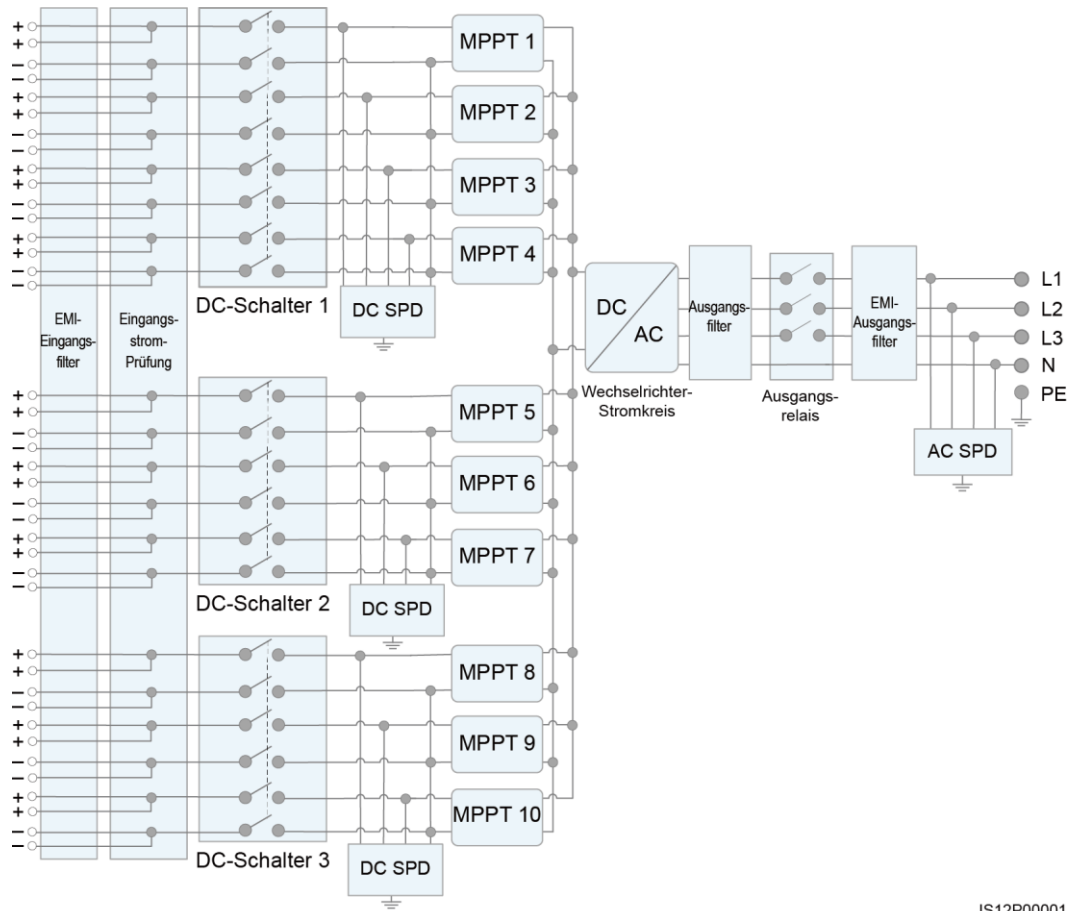 +
+
−
−
+
+
−
−
+
+
−
−
+
+
−
−
MPPT 1
MPPT 2
MPPT 3
MPPT 4
DC-Schalter 1
DC SPD
EMI-
Eingangs-
filter
Eingangs-
strom-
Prüfung
DC
AC
Wechselrichter-
Stromkreis
Ausgangs-
filter
Ausgangs-
relais
EMI-
Ausgangs-
filter
L1
L2
L3
N
PE
AC SPD
+
+
−
−
+
+
−
−
+
+
−
−
MPPT 5
MPPT 6
MPPT 7
DC-Schalter 2
DC SPD
+
+
−
−
+
+
−
−
+
+
−
−
MPPT 8
MPPT 9
MPPT 10
DC-Schalter 3
DC SPD
IS12P00001